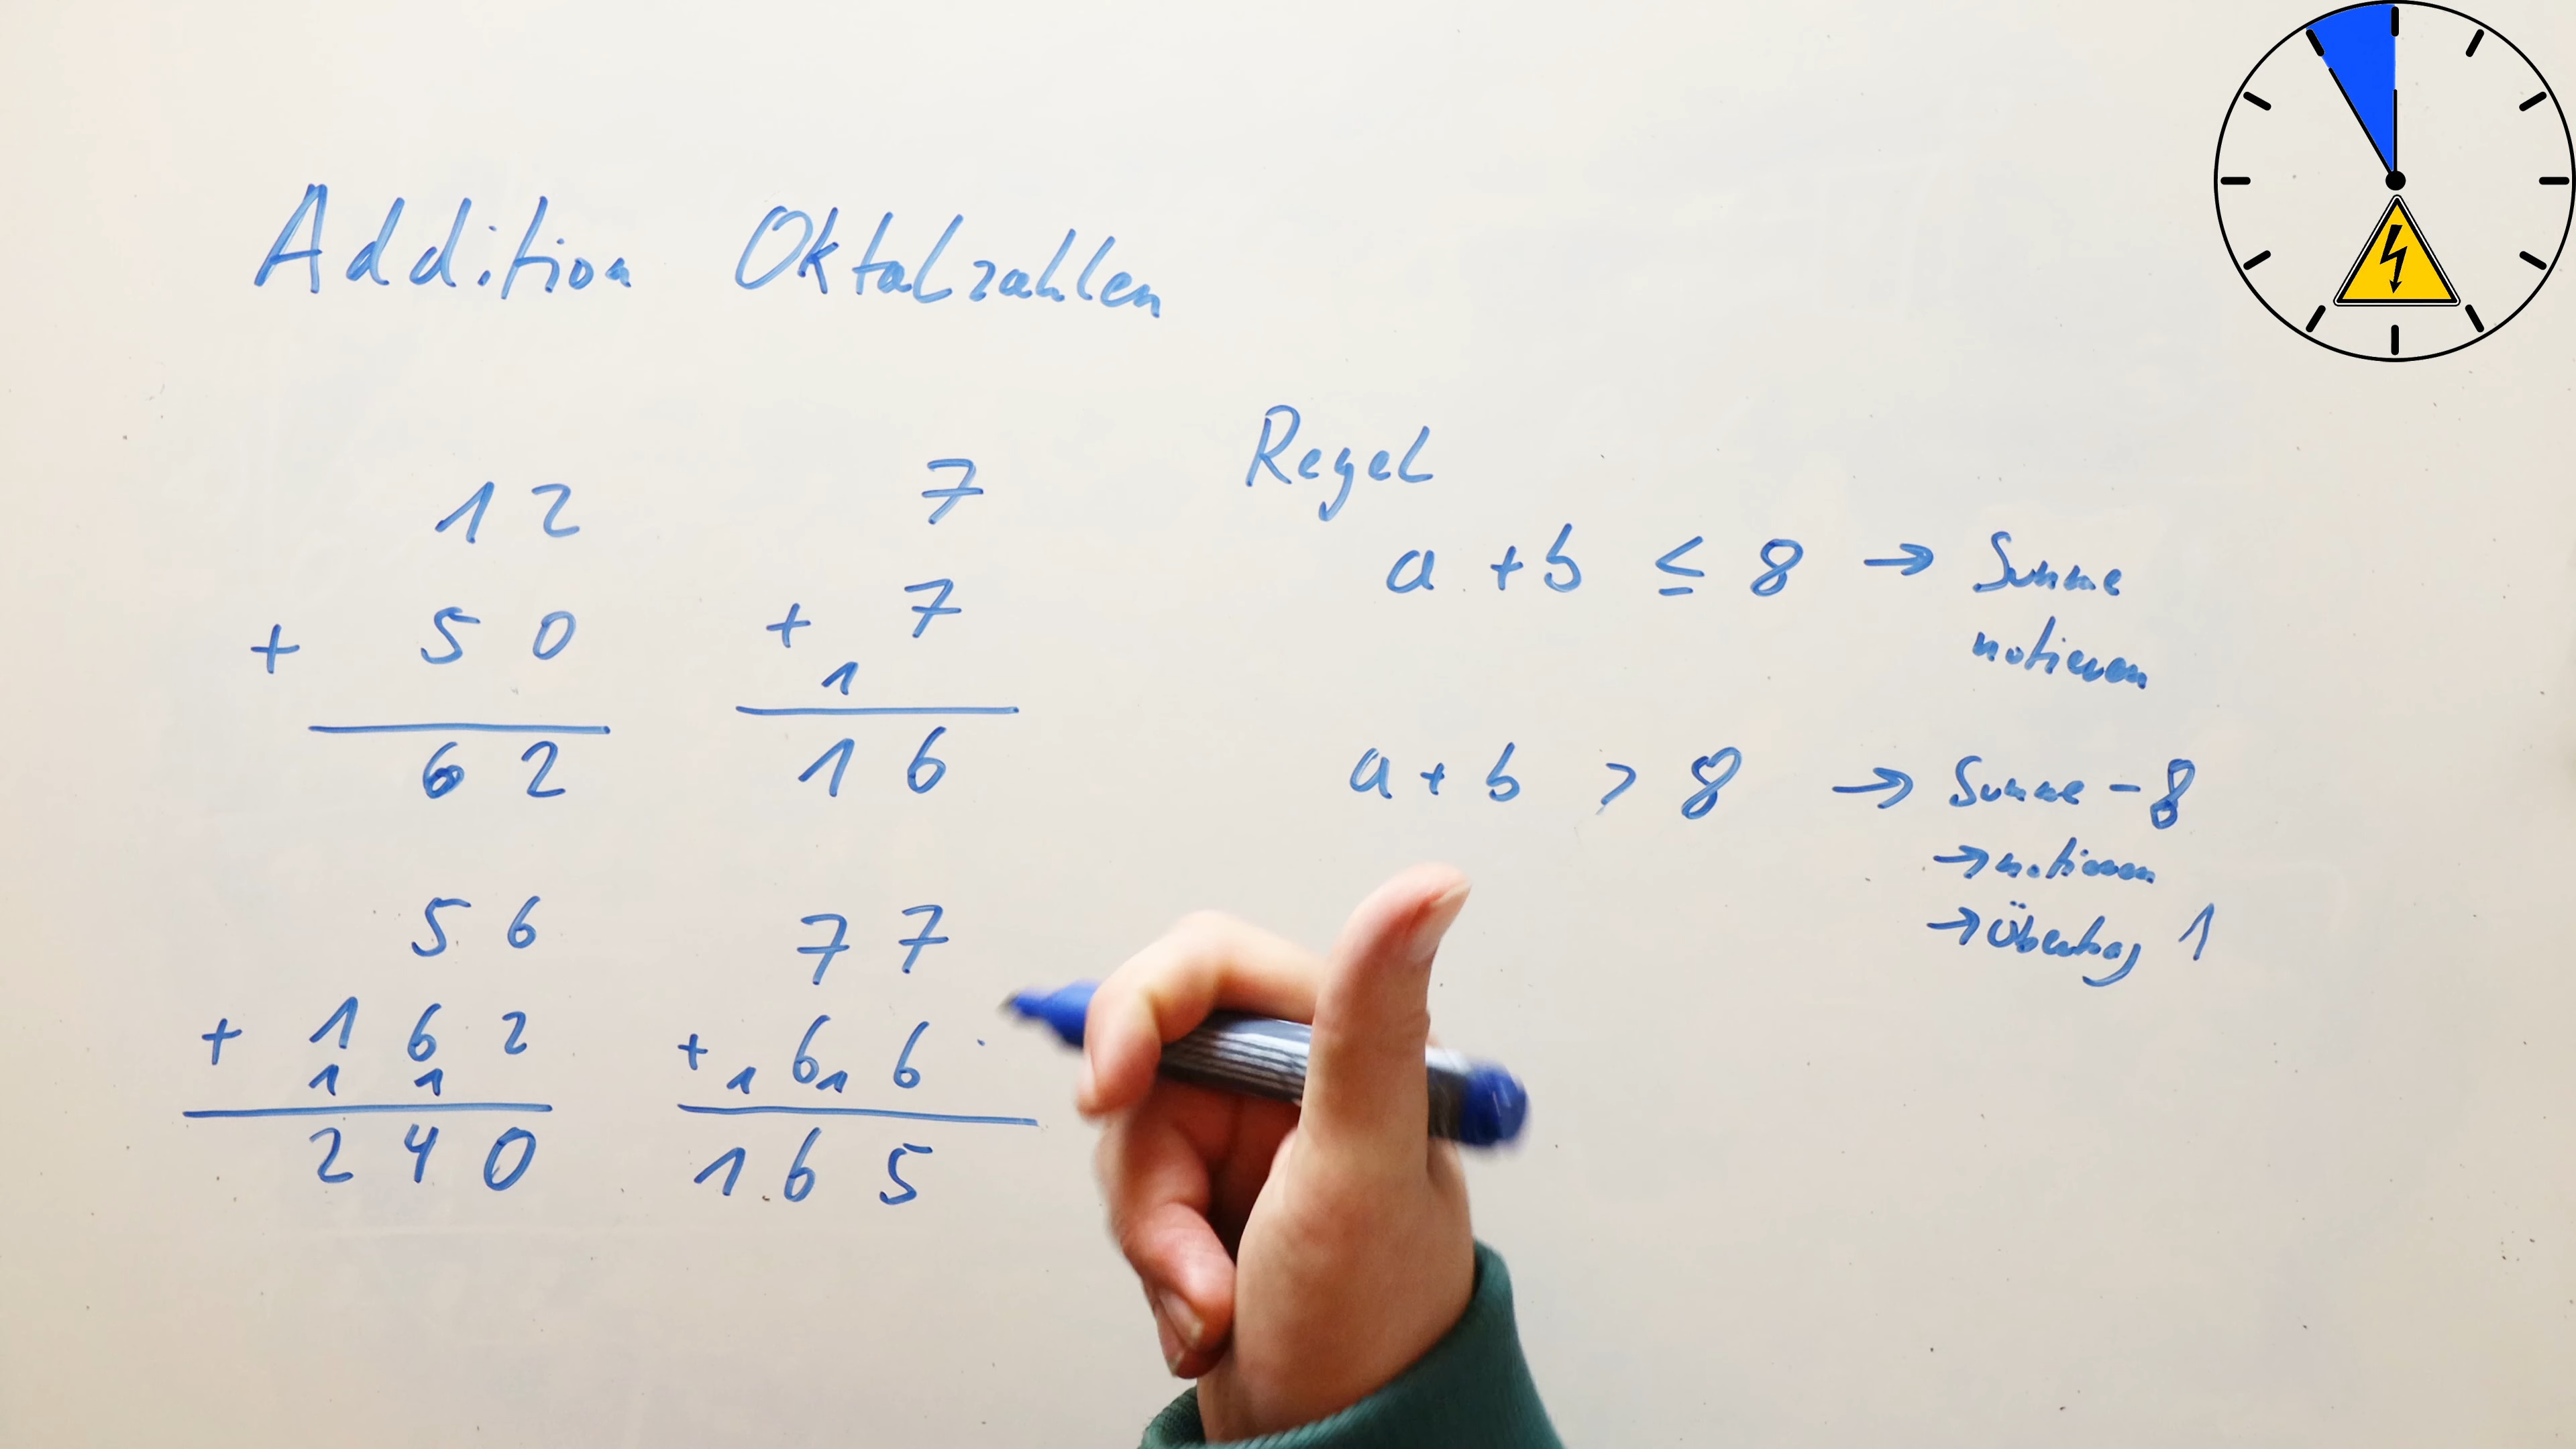 Addition Oktalzahlen
12
+ 50
62
7
+ 7
1
16
56
+ 162
1 1
240
77
+ 1 6 1 6
165
Regel
a + b ≤ 8 → Summe
notieren
a + b > 8 → Summe - 8
→ notieren
→ Übertrag 1